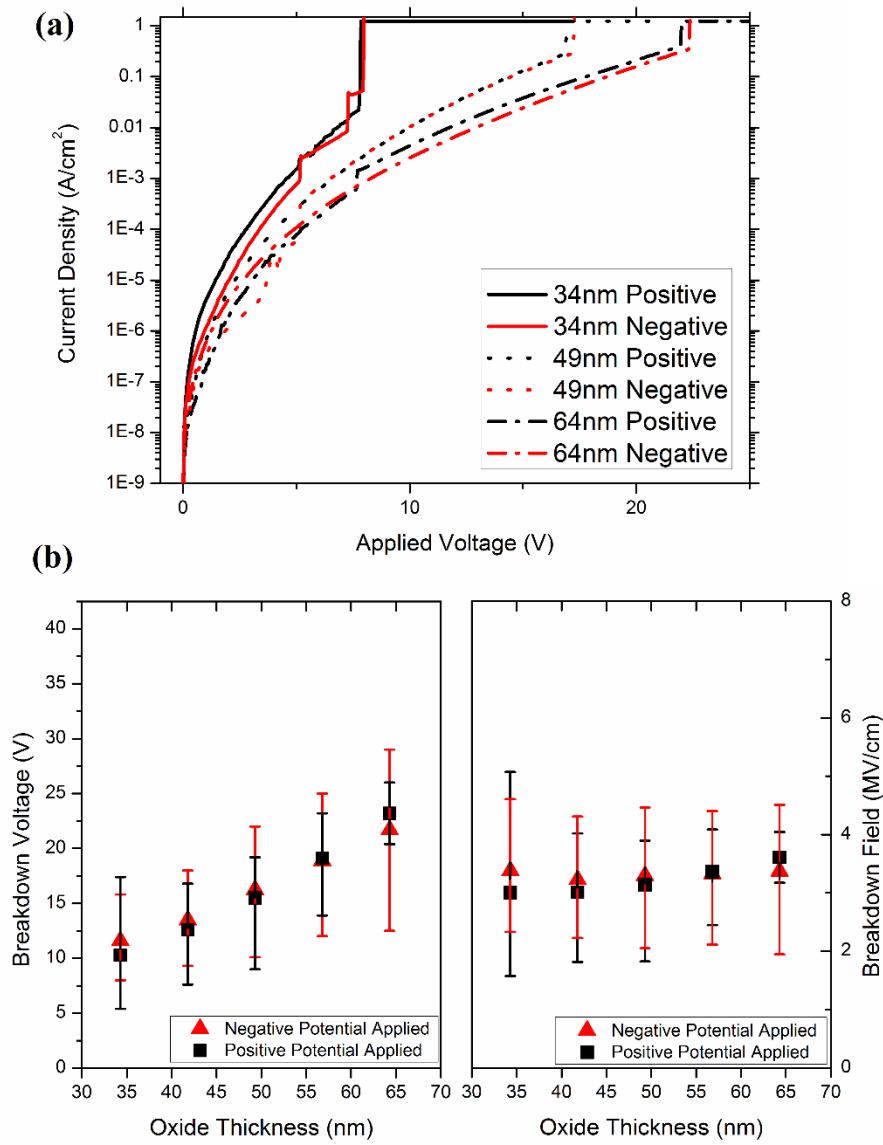 (a)
1
0.1
0.01
1E-3
1E-4
1E-5
1E-6
1E-7
1E-8
1E-9
Current Density (A/cm²)
34nm Positive
34nm Negative
49nm Positive
49nm Negative
64nm Positive
64nm Negative
0 10 20
Applied Voltage (V)
(b)
40
35
30
25
20
15
10
5
0
Breakdown Voltage (V)
Negative Potential Applied
Positive Potential Applied
30 35 40 45 50 55 60 65 70
Oxide Thickness (nm)
8
6
4
2
0
Breakdown Field (MV/cm)
Negative Potential Applied
Positive Potential Applied
30 35 40 45 50 55 60 65 70
Oxide Thickness (nm)